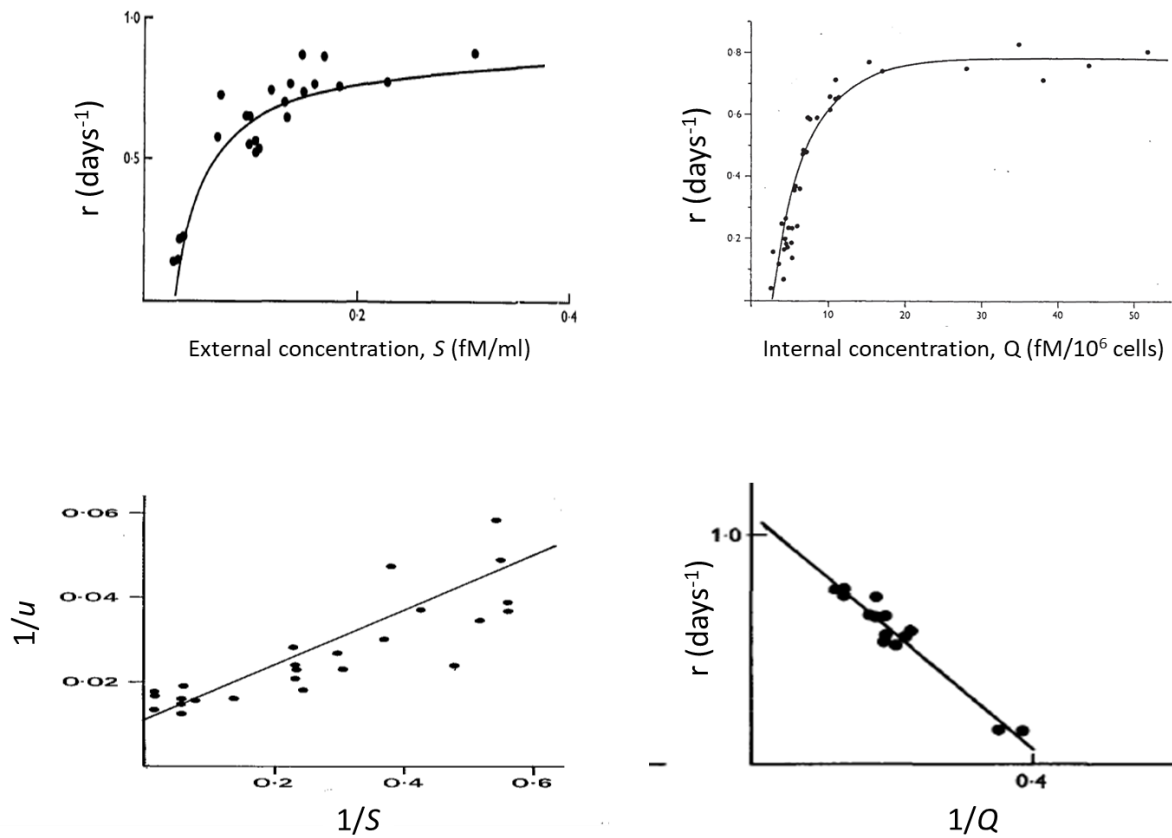 1·0
0·5
r (days-1)
0·2
0·4
External concentration, S (fM/ml)
0·8
0·6
0·4
0·2
r (days-1)
10
20
30
40
50
Internal concentration, Q (fM/10⁶ cells)
0·06
0·04
0·02
1/u
0·2
0·4
0·6
1/S
1·0
r (days-1)
0·4
1/Q